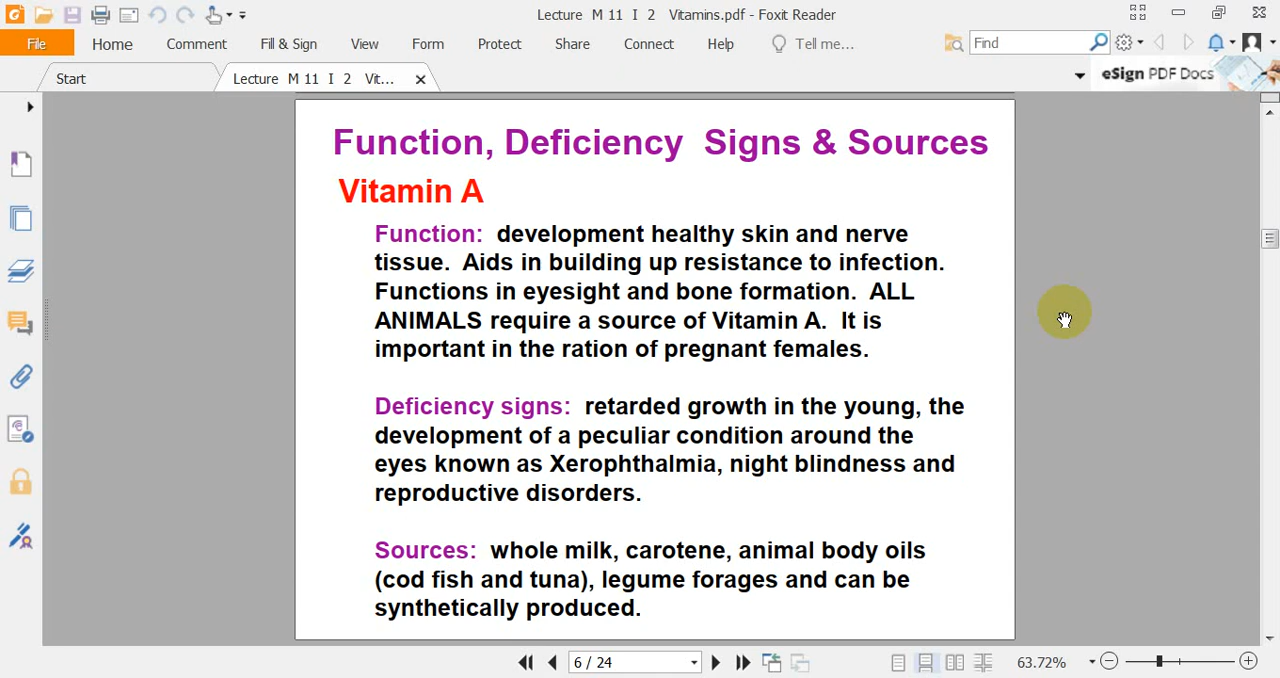 Lecture M 11 I 2 Vitamins.pdf - Foxit Reader
File Home Comment Fill & Sign View Form Protect Share Connect Help Tell me... Find
Start Lecture M 11 I 2 Vit... eSign PDF Docs
Function, Deficiency Signs & Sources
Vitamin A
Function: development healthy skin and nerve
tissue. Aids in building up resistance to infection.
Functions in eyesight and bone formation. ALL
ANIMALS require a source of Vitamin A. It is
important in the ration of pregnant females.
Deficiency signs: retarded growth in the young, the
development of a peculiar condition around the
eyes known as Xerophthalmia, night blindness and
reproductive disorders.
Sources: whole milk, carotene, animal body oils
(cod fish and tuna), legume forages and can be
synthetically produced.
6 / 24 63.72%